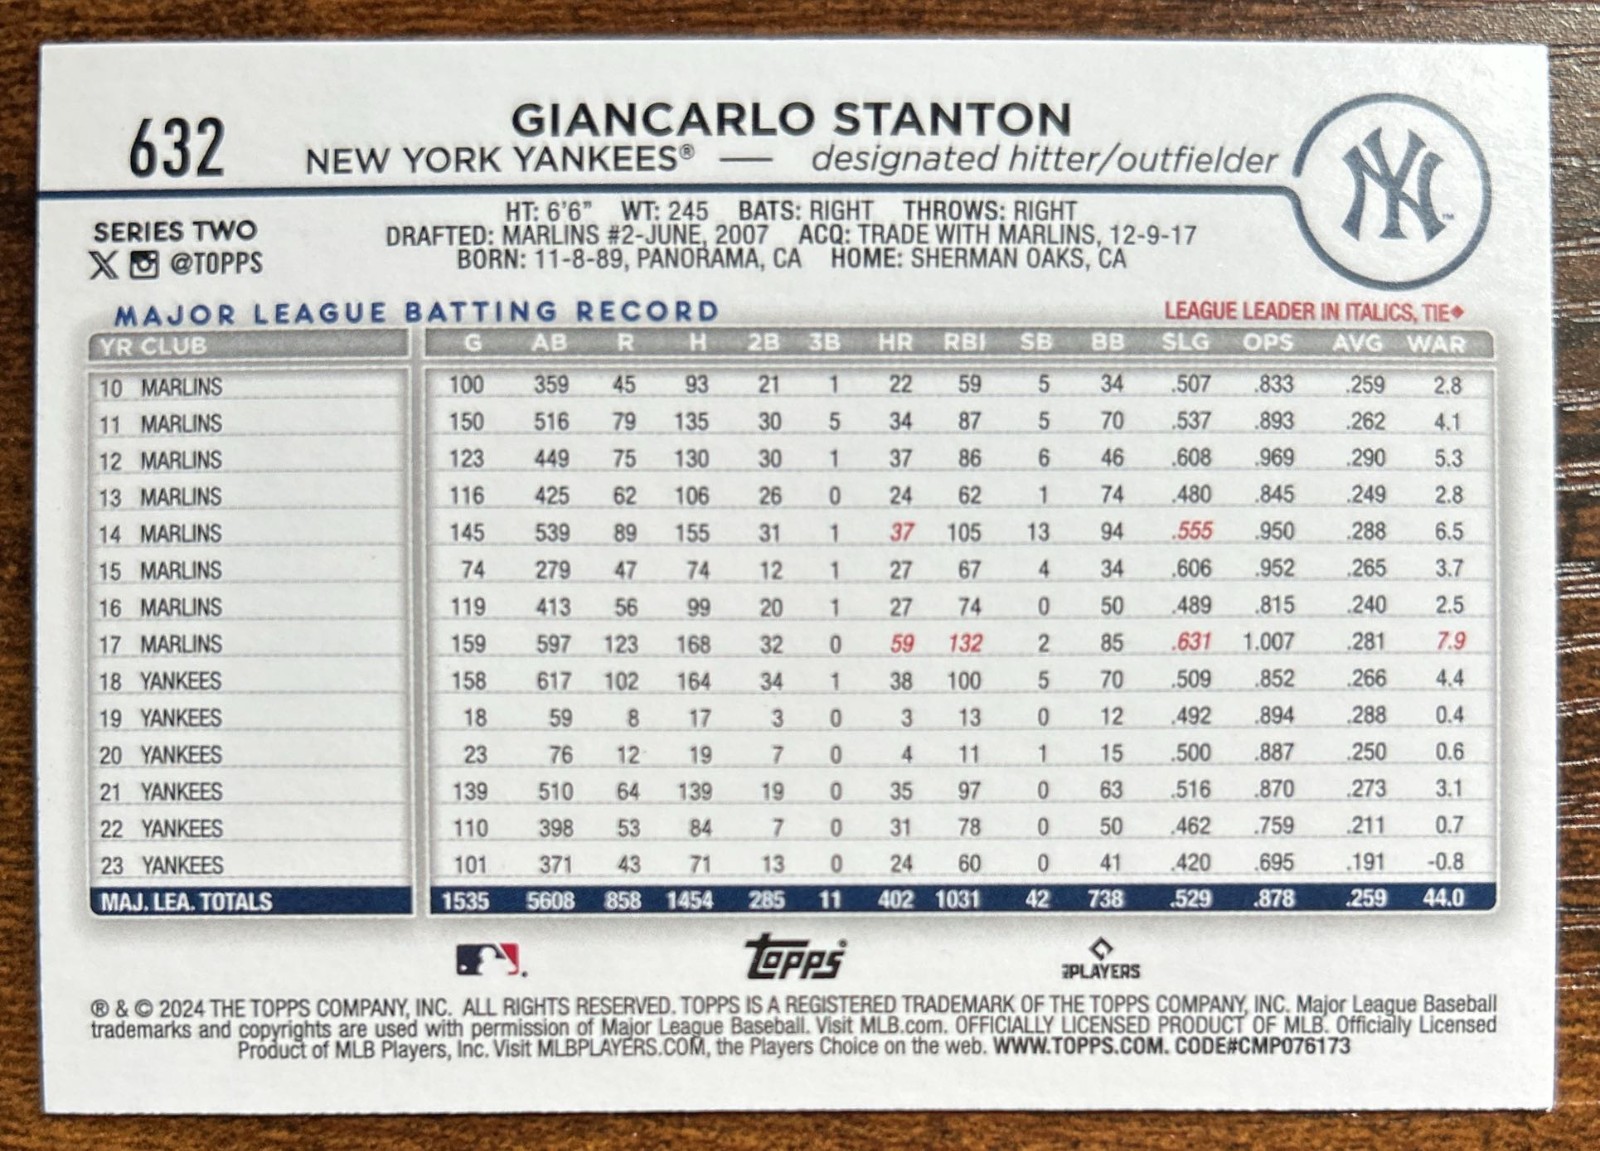 632
GIANCARLO STANTON
NEW YORK YANKEES® — designated hitter/outfielder
NY™
SERIES TWO
X @TOPPS
HT: 6'6" WT: 245 BATS: RIGHT THROWS: RIGHT
DRAFTED: MARLINS #2-JUNE, 2007 ACQ: TRADE WITH MARLINS, 12-9-17
BORN: 11-8-89, PANORAMA, CA HOME: SHERMAN OAKS, CA
MAJOR LEAGUE BATTING RECORD LEAGUE LEADER IN ITALICS, TIE◆
YR CLUB G AB R H 2B 3B HR RBI SB BB SLG OPS AVG WAR
10 MARLINS 100 359 45 93 21 1 22 59 5 34 .507 .833 .259 2.8
11 MARLINS 150 516 79 135 30 5 34 87 5 70 .537 .893 .262 4.1
12 MARLINS 123 449 75 130 30 1 37 86 6 46 .608 .969 .290 5.3
13 MARLINS 116 425 62 106 26 0 24 62 1 74 .480 .845 .249 2.8
14 MARLINS 145 539 89 155 31 1 37 105 13 94 .555 .950 .288 6.5
15 MARLINS 74 279 47 74 12 1 27 67 4 34 .606 .952 .265 3.7
16 MARLINS 119 413 56 99 20 1 27 74 0 50 .489 .815 .240 2.5
17 MARLINS 159 597 123 168 32 0 59 132 2 85 .631 1.007 .281 7.9
18 YANKEES 158 617 102 164 34 1 38 100 5 70 .509 .852 .266 4.4
19 YANKEES 18 59 8 17 3 0 3 13 0 12 .492 .894 .288 0.4
20 YANKEES 23 76 12 19 7 0 4 11 1 15 .500 .887 .250 0.6
21 YANKEES 139 510 64 139 19 0 35 97 0 63 .516 .870 .273 3.1
22 YANKEES 110 398 53 84 7 0 31 78 0 50 .462 .759 .211 0.7
23 YANKEES 101 371 43 71 13 0 24 60 0 41 .420 .695 .191 -0.8
MAJ. LEA. TOTALS 1535 5608 858 1454 285 11 402 1031 42 738 .529 .878 .259 44.0
Topps® PLAYERS
® & © 2024 THE TOPPS COMPANY, INC. ALL RIGHTS RESERVED. TOPPS IS A REGISTERED TRADEMARK OF THE TOPPS COMPANY, INC. Major League Baseball
trademarks and copyrights are used with permission of Major League Baseball. Visit MLB.com. OFFICIALLY LICENSED PRODUCT OF MLB. Officially Licensed
Product of MLB Players, Inc. Visit MLBPLAYERS.COM, the Players Choice on the web. WWW.TOPPS.COM. CODE#CMP076173